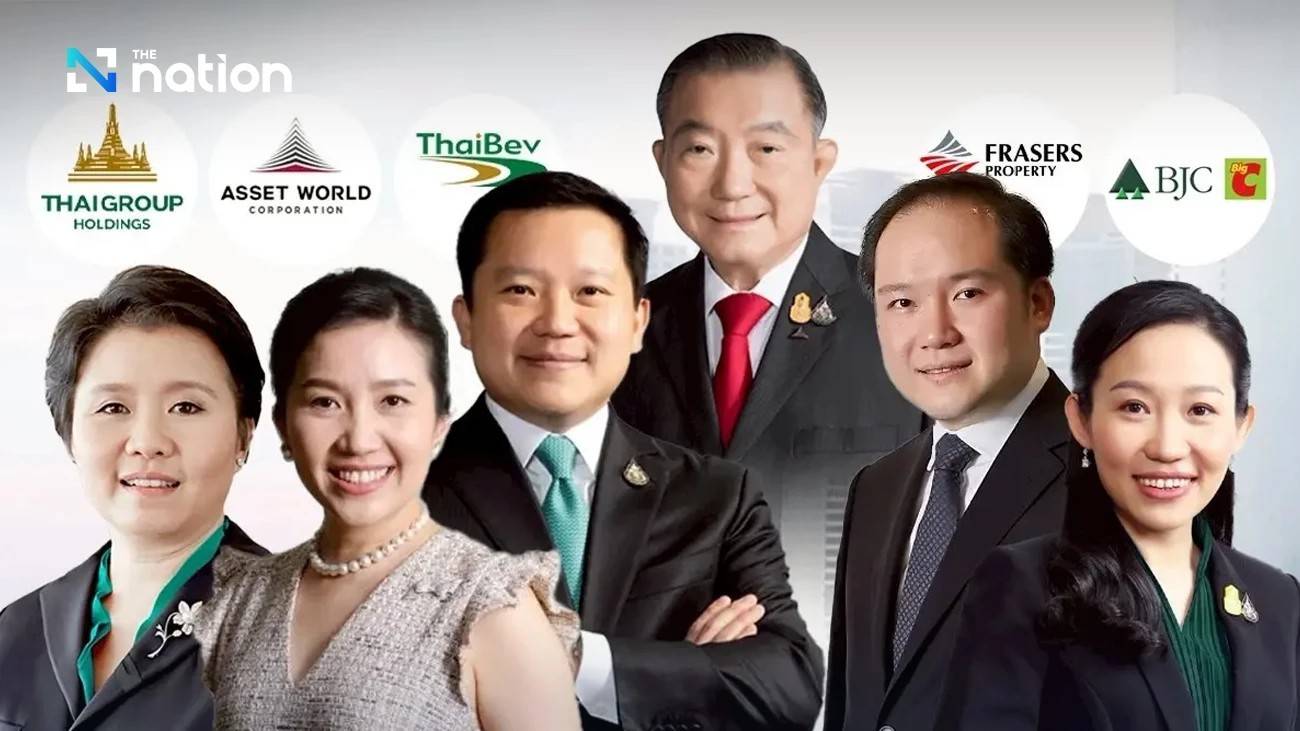 THE
nation
THAIGROUP
HOLDINGS
ASSET WORLD
CORPORATION
ThaiBev
FRASERS
PROPERTY
BJC
Big
C